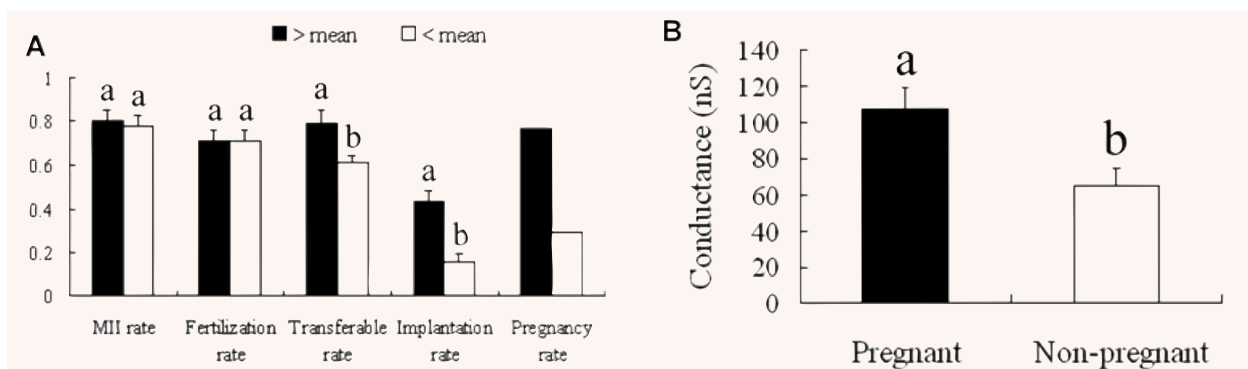 A
> mean < mean
1
0.8
0.6
0.4
0.2
0
a a a a a b a b
MII rate Fertilization rate Transferable rate Implantation rate Pregnancy rate
B
Conductance (nS)
140
120
100
80
60
40
20
0
a
b
Pregnant Non-pregnant